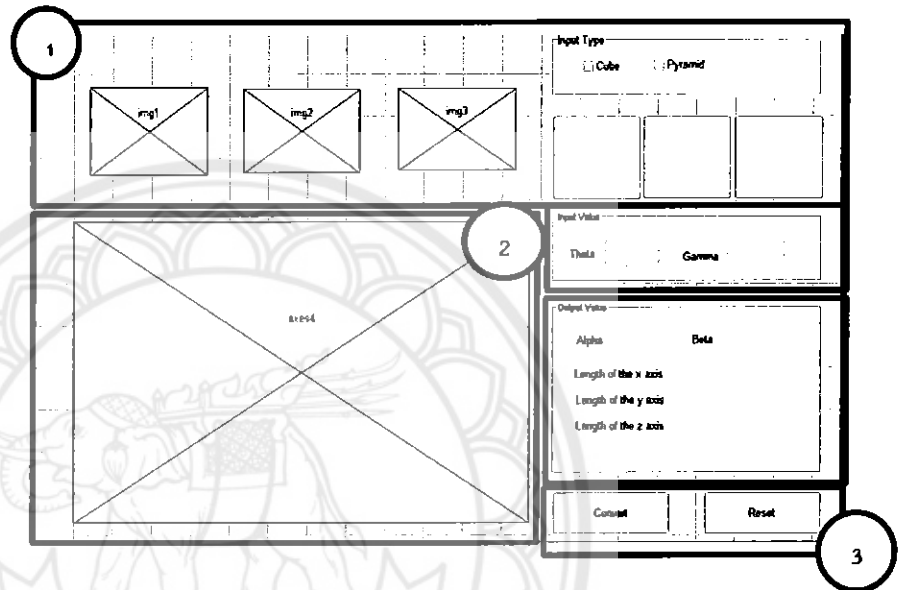 1
Input Type
Cube Pyramid
img1 img2 img3
2
Input Value
Theta Gamma
axes4
Output Value
Alpha Beta
Length of the x axis
Length of the y axis
Length of the z axis
Convert Reset
3